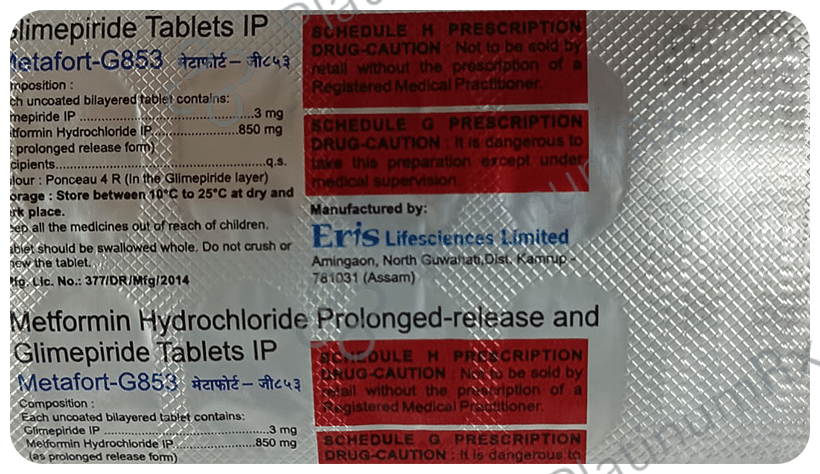 limepiride Tablets IP
etafort-G853 मेटाफोर्ट – जी८५३
mposition :
ch uncoated bilayered tablet contains:
mepiride IP ..........................................3 mg
tformin Hydrochloride IP.....................850 mg
prolonged release form)
cipients..................................................q.s.
lour : Ponceau 4 R (In the Glimepiride layer)
orage : Store between 10°C to 25°C at dry and
rk place.
ep all the medicines out of reach of children.
ablet should be swallowed whole. Do not crush or
ew the tablet.
fg. Lic. No.: 377/DR/Mfg/2014
SCHEDULE H PRESCRIPTION
DRUG-CAUTION : Not to be sold by
retail without the prescription of a
Registered Medical Practitioner.
SCHEDULE G PRESCRIPTION
DRUG-CAUTION : It is dangerous to
take this preparation except under
medical supervision.
Manufactured by:
Eris Lifesciences Limited
Amingaon, North Guwahati,Dist. Kamrup -
781031 (Assam)
Metformin Hydrochloride Prolonged-release and
Glimepiride Tablets IP
Metafort-G853 मेटाफोर्ट – जी८५३
Composition :
Each uncoated bilayered tablet contains:
Glimepiride IP ..........................................3 mg
Metformin Hydrochloride IP.....................850 mg
(as prolonged release form)
SCHEDULE H PRESCRIPTION
DRUG-CAUTION : Not to be sold by
retail without the prescription of a
Registered Medical Practitioner.
SCHEDULE G PRESCRIPTION
DRUG-CAUTION : It is dangerous to